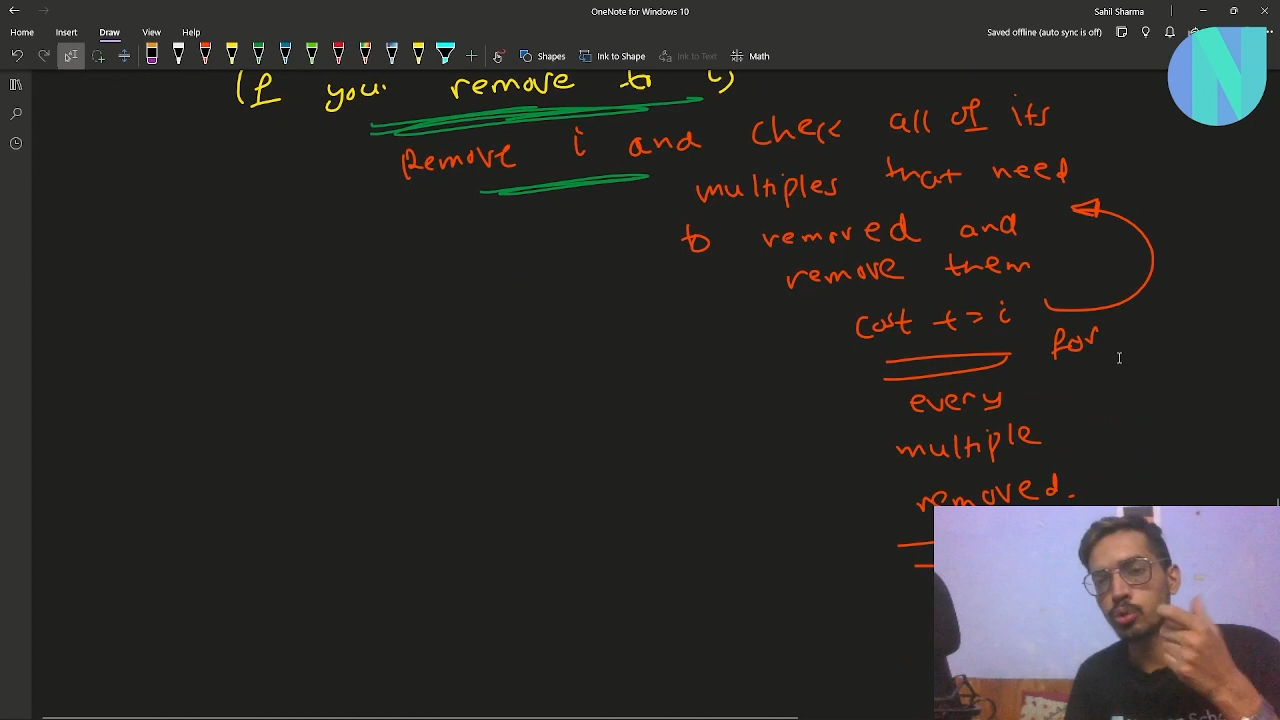 OneNote for Windows 10
Sahil Sharma
Home Insert Draw View Help
Saved offline (auto sync is off)
Shapes Ink to Shape Ink to Text Math
(If you remove to i)
Remove i and check all of its
multiples that need
to removed and
remove them
cost += i
for
every
multiple
removed.